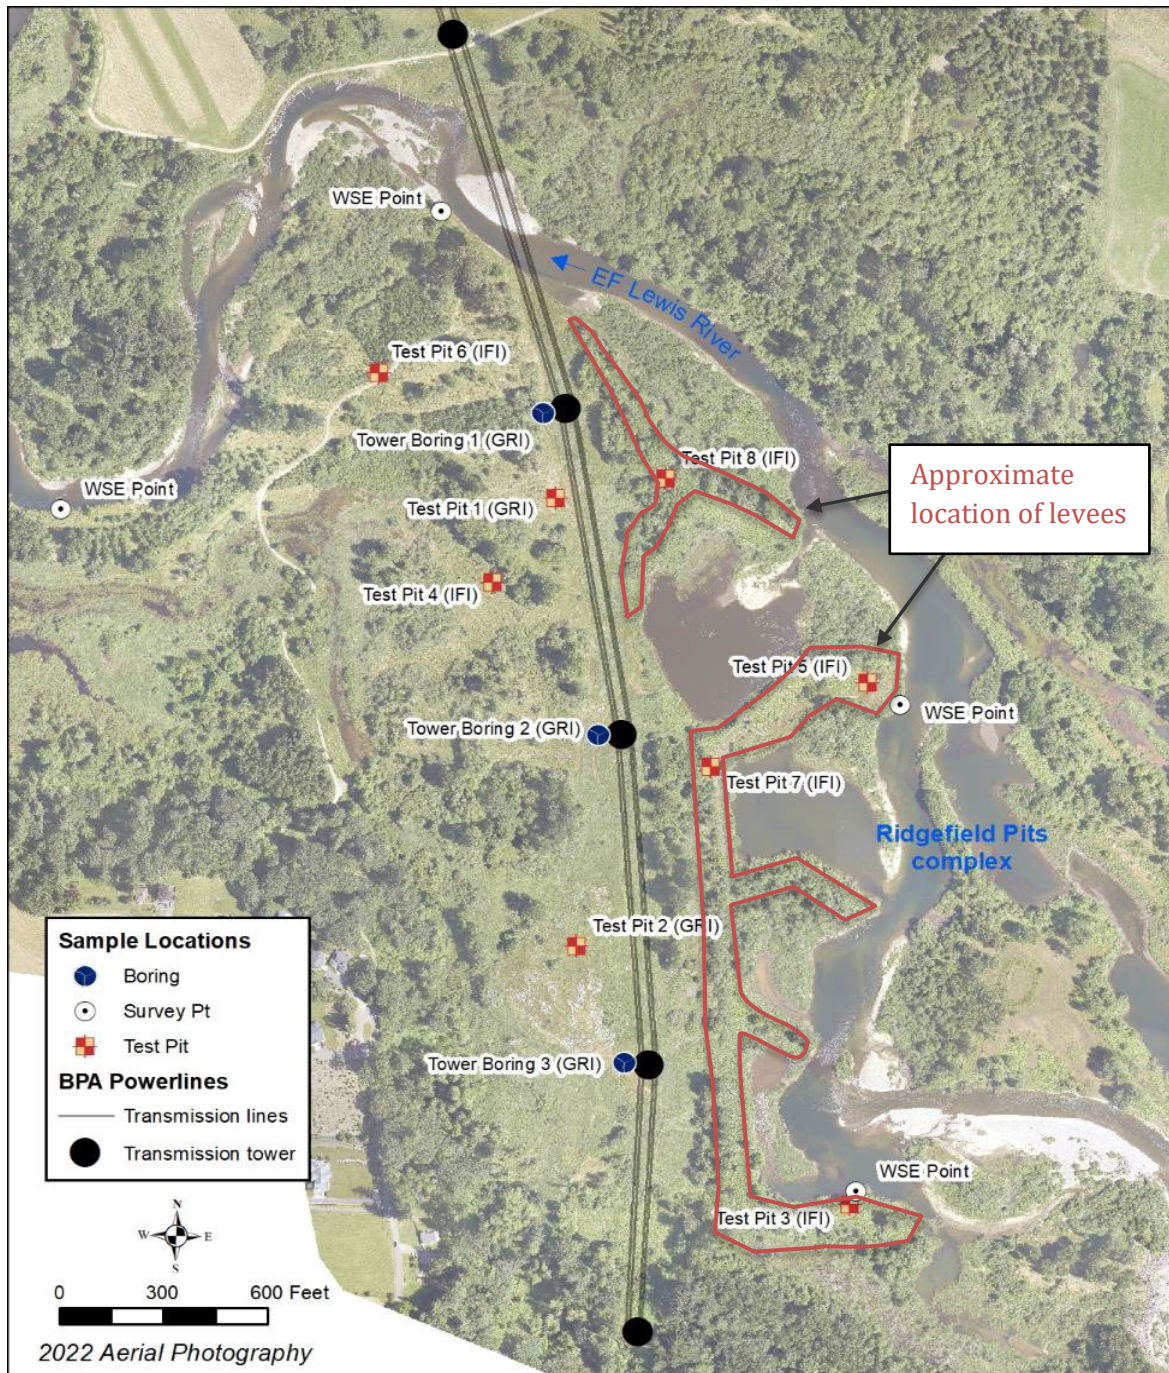 WSE Point
EF Lewis River
Test Pit 6 (IFI)
Tower Boring 1 (GRI)
Test Pit 8 (IFI)
Approximate
location of levees
WSE Point
Test Pit 1 (GRI)
Test Pit 4 (IFI)
Test Pit 5 (IFI)
WSE Point
Tower Boring 2 (GRI)
Test Pit 7 (IFI)
Ridgefield Pits
complex
Test Pit 2 (GRI)
Tower Boring 3 (GRI)
WSE Point
Test Pit 3 (IFI)
Sample Locations
Boring
Survey Pt
Test Pit
BPA Powerlines
Transmission lines
Transmission tower
N
W
E
S
0 300 600 Feet
2022 Aerial Photography